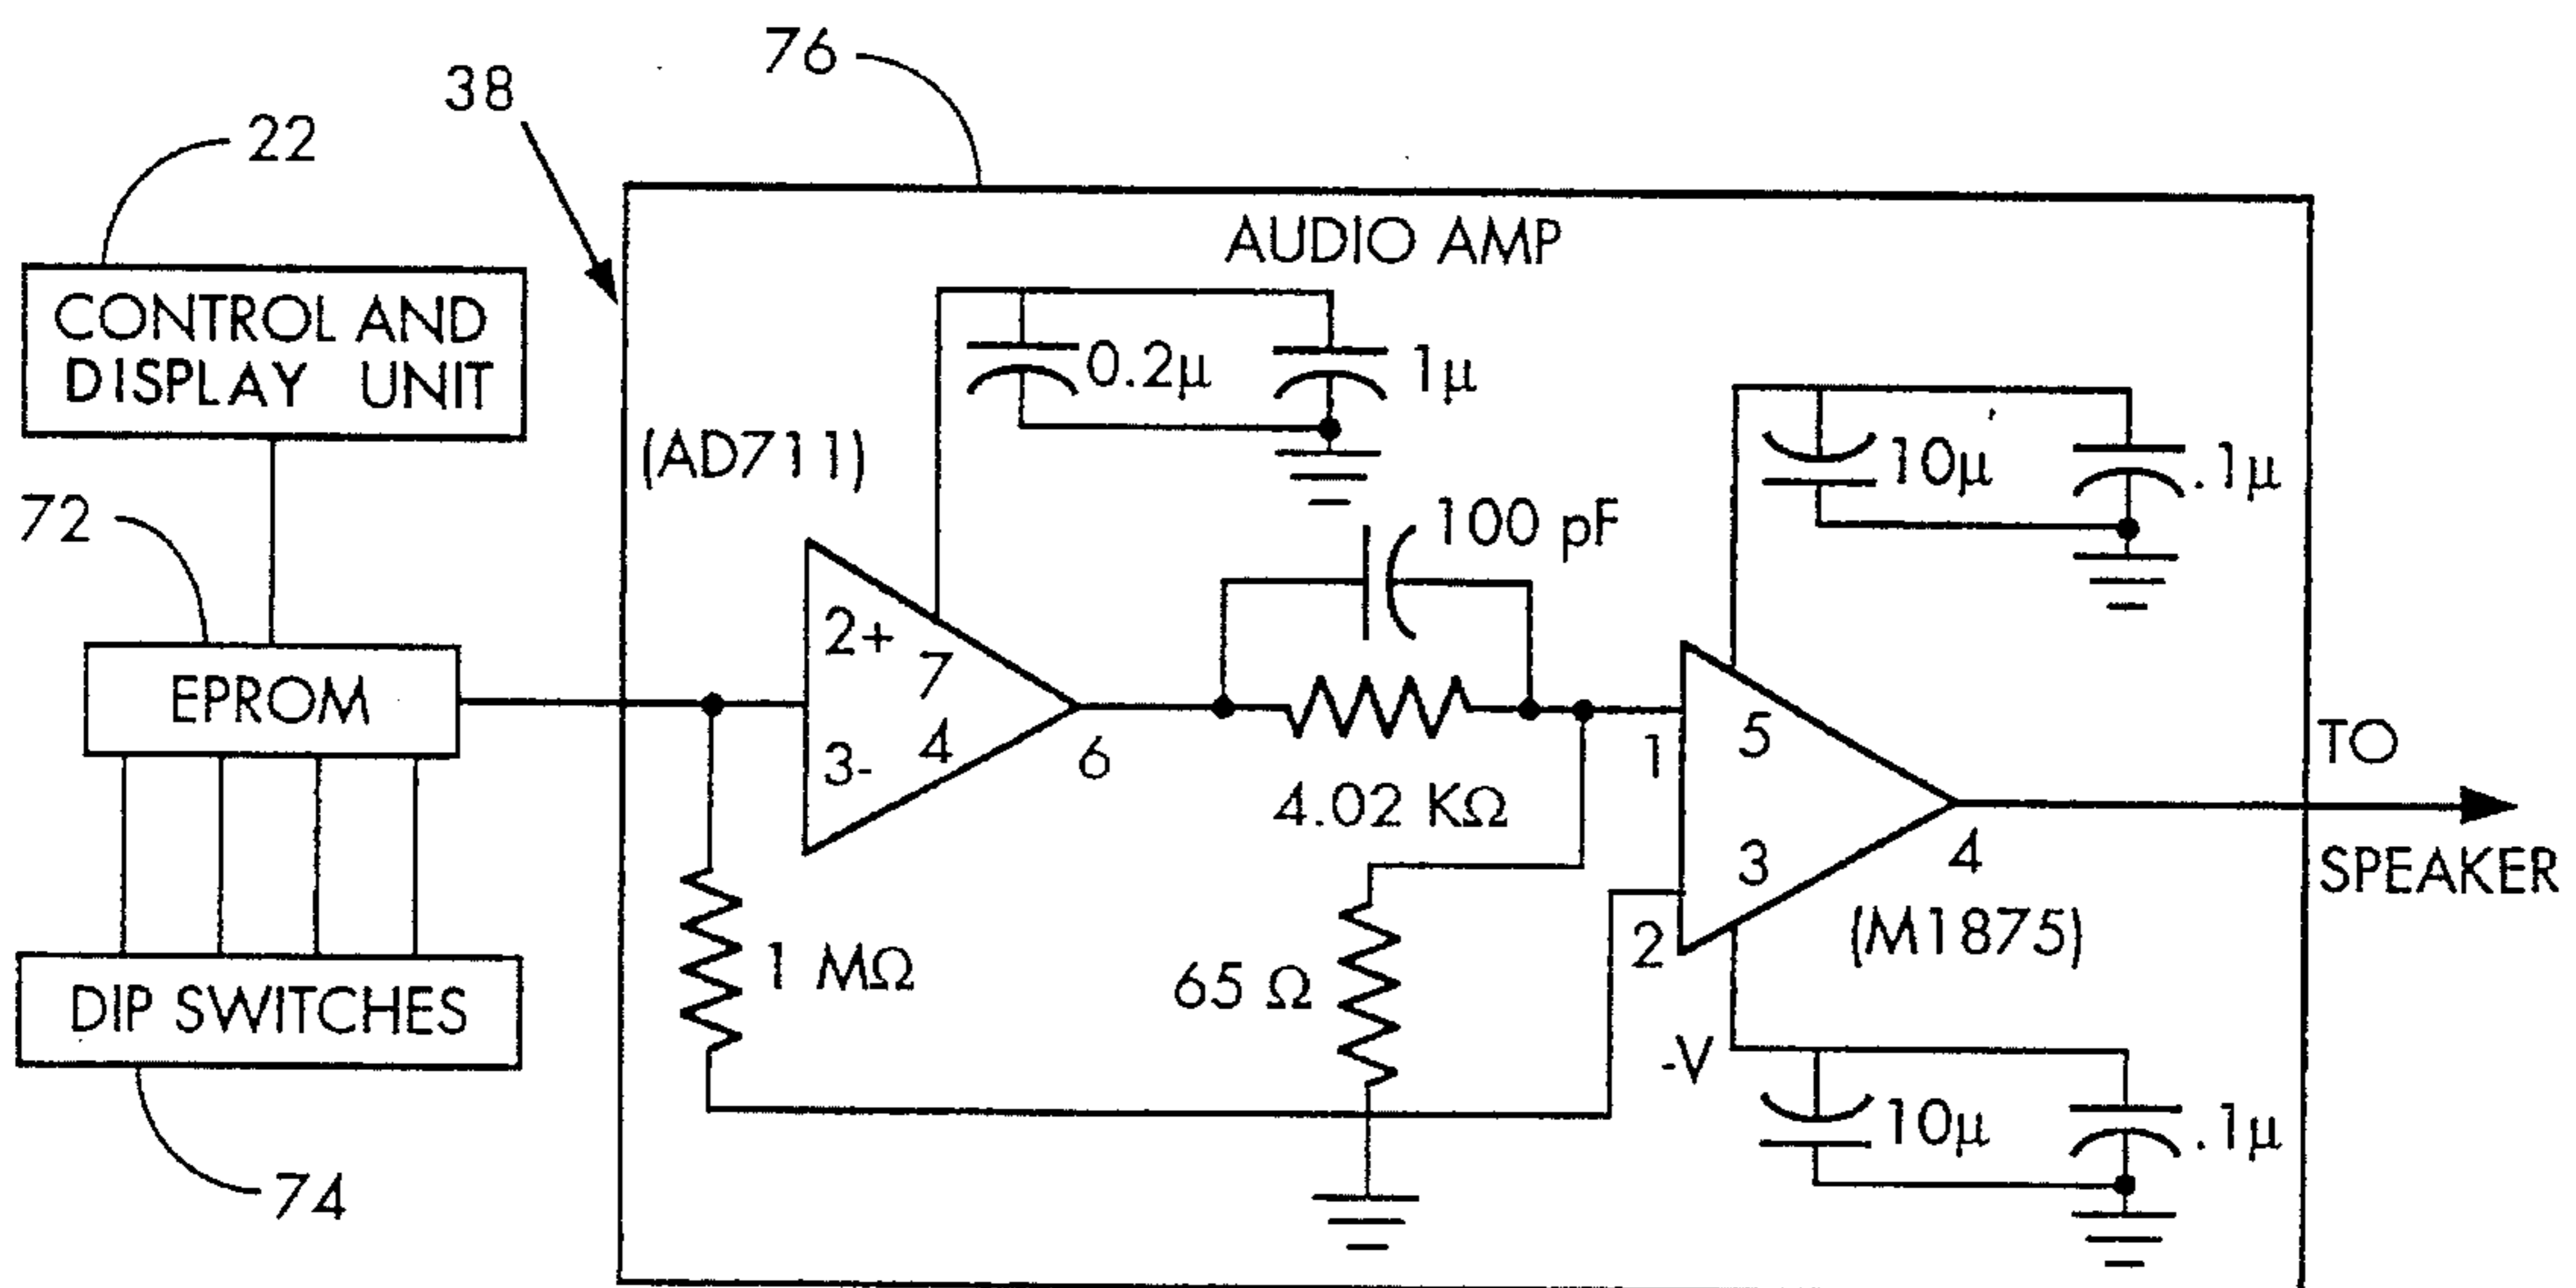 76
38
22
AUDIO AMP
CONTROL AND
DISPLAY UNIT
0.2µ
1µ
(AD711)
10µ
.1µ
72
100 pF
2+
7
EPROM
3-
4
6
1
5
TO
4.02 KΩ
3
4
SPEAKER
2
(M1875)
1 MΩ
65 Ω
DIP SWITCHES
-V
10µ
.1µ
74